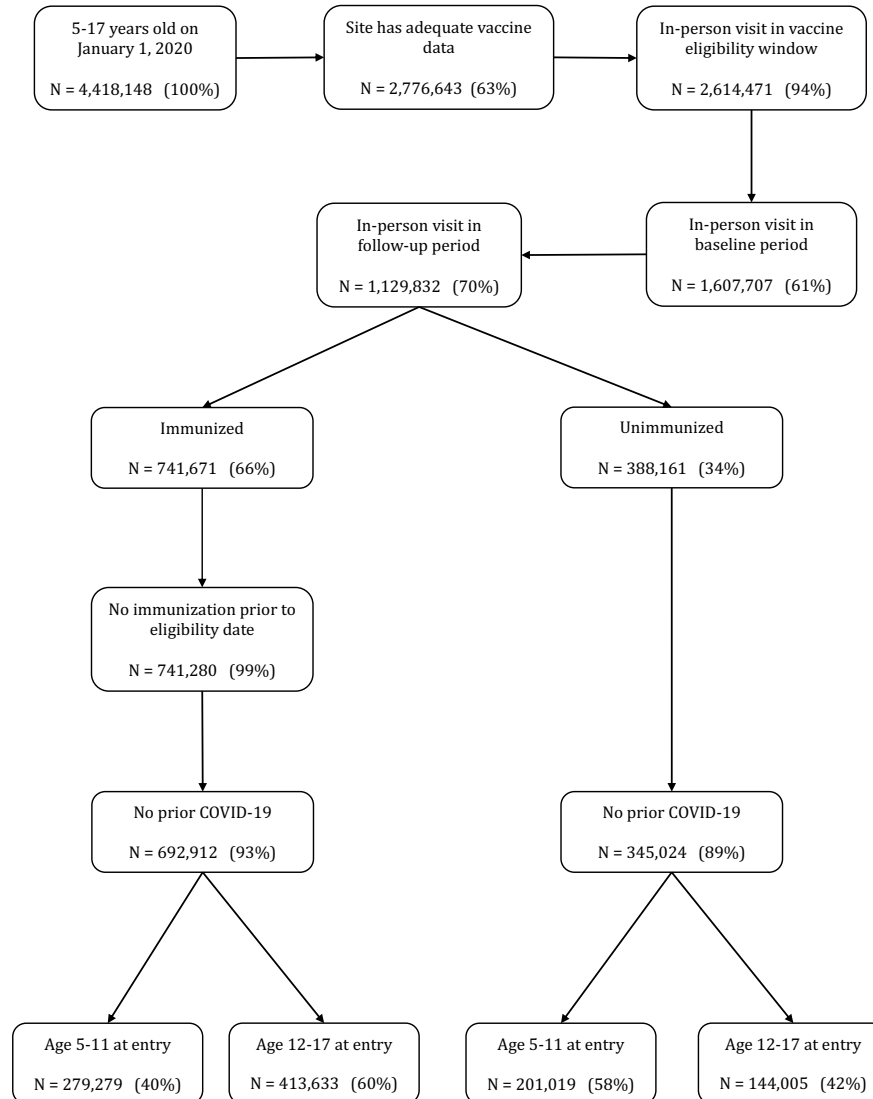 5-17 years old on
January 1, 2020
N = 4,418,148 (100%)
Site has adequate vaccine
data
N = 2,776,643 (63%)
In-person visit in vaccine
eligibility window
N = 2,614,471 (94%)
In-person visit in
baseline period
N = 1,607,707 (61%)
In-person visit in
follow-up period
N = 1,129,832 (70%)
Immunized
N = 741,671 (66%)
Unimmunized
N = 388,161 (34%)
No immunization prior to
eligibility date
N = 741,280 (99%)
No prior COVID-19
N = 692,912 (93%)
No prior COVID-19
N = 345,024 (89%)
Age 5-11 at entry
N = 279,279 (40%)
Age 12-17 at entry
N = 413,633 (60%)
Age 5-11 at entry
N = 201,019 (58%)
Age 12-17 at entry
N = 144,005 (42%)